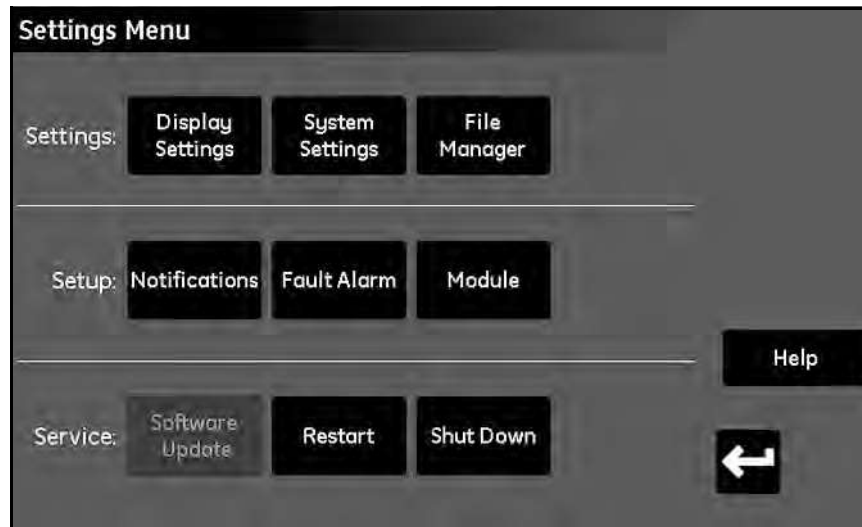 Settings Menu
Settings:
Display
Settings
System
Settings
File
Manager
Setup:
Notifications
Fault Alarm
Module
Help
Service:
Software
Update
Restart
Shut Down